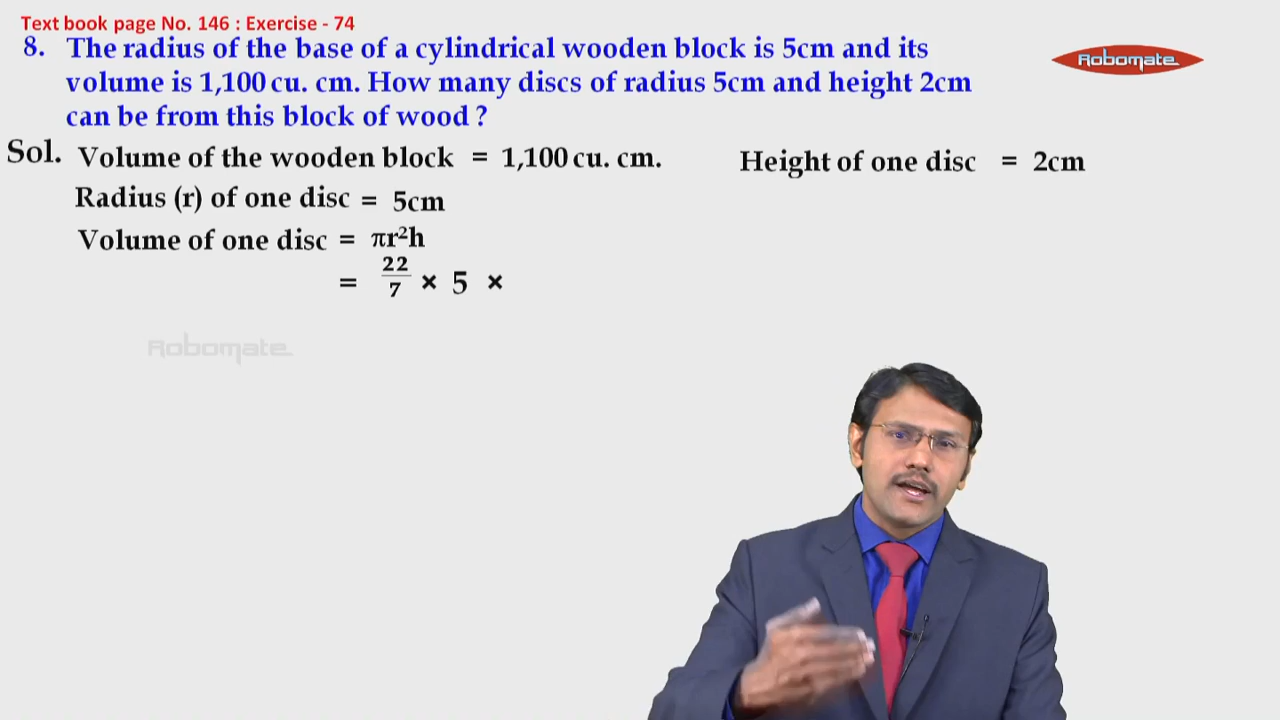 Text book page No. 146 : Exercise - 74
8. The radius of the base of a cylindrical wooden block is 5cm and its
volume is 1,100 cu. cm. How many discs of radius 5cm and height 2cm
can be from this block of wood ?
Robomate
Sol. Volume of the wooden block = 1,100 cu. cm.
Height of one disc = 2cm
Radius (r) of one disc = 5cm
Volume of one disc = πr²h
= 22/7 × 5 ×
Robomate